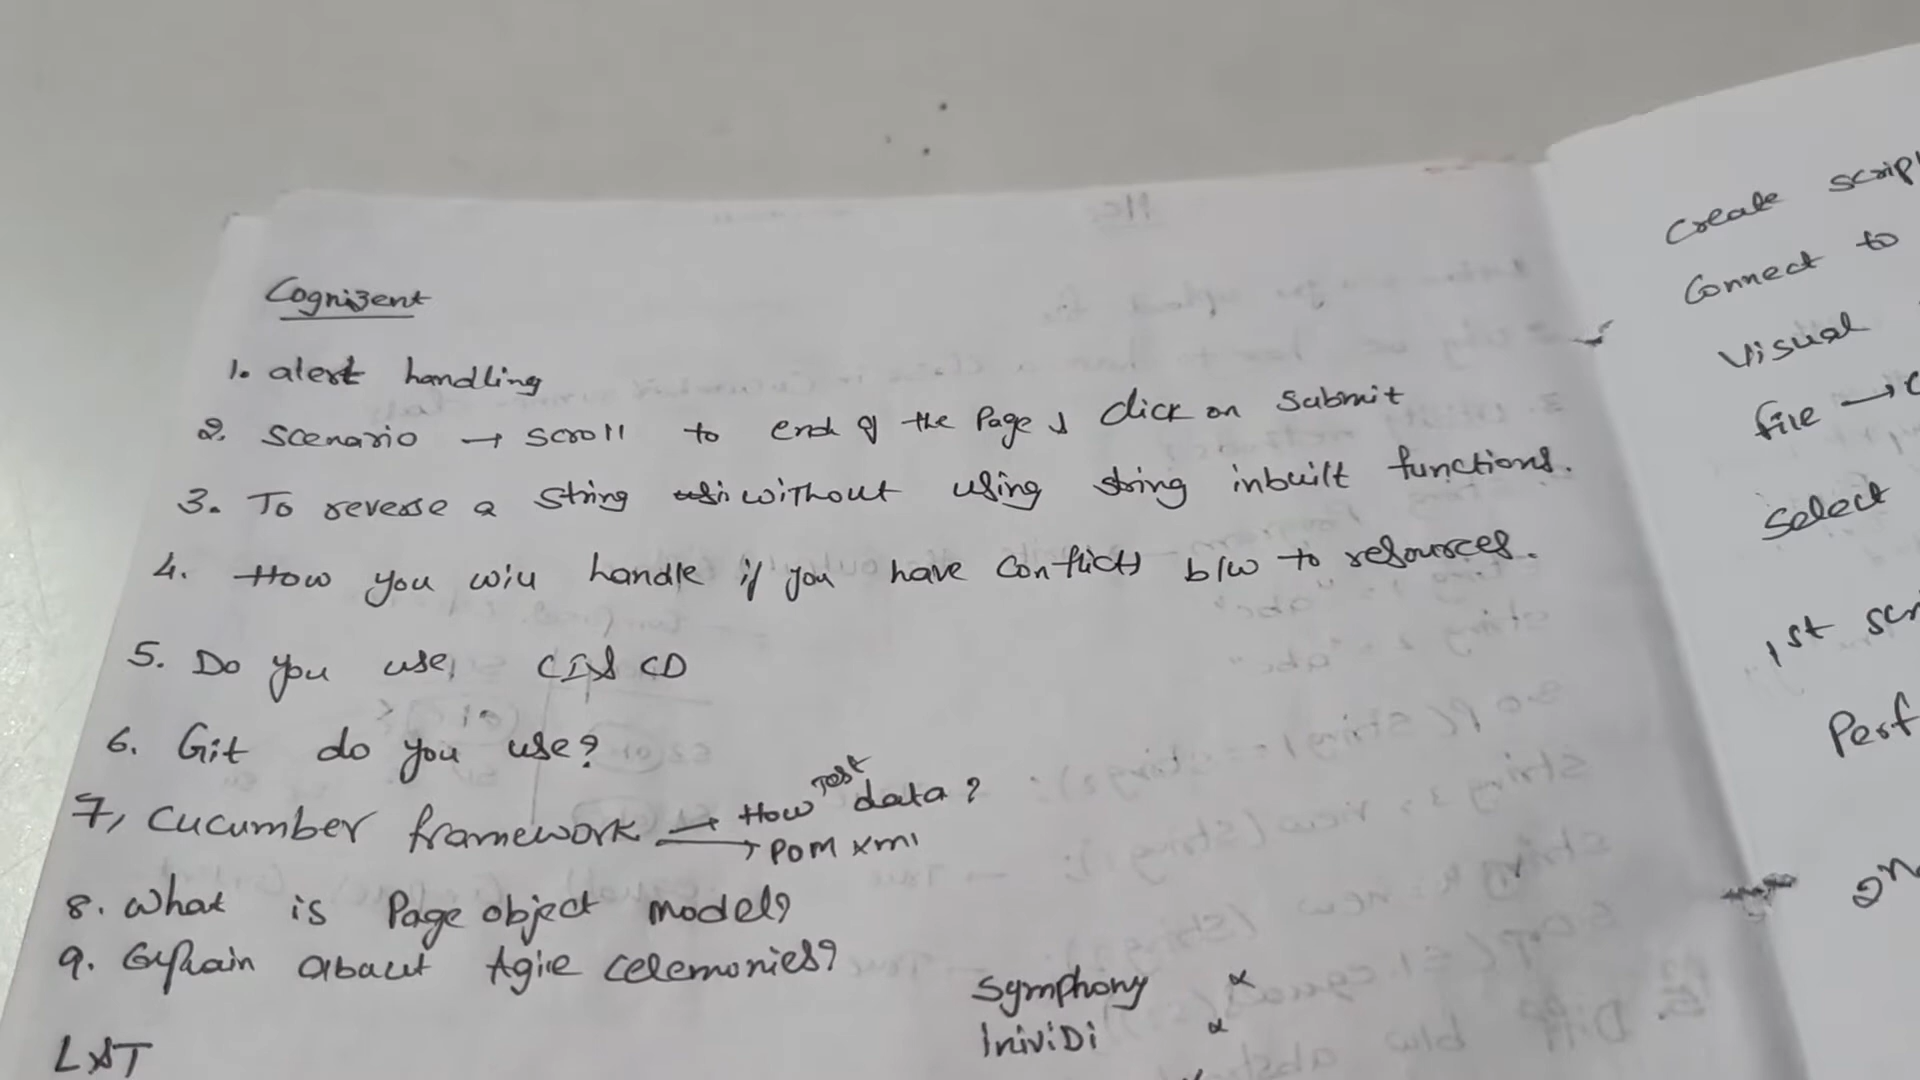 Cognizent
1. alert handling
2. Scenario → scroll to end of the Page & Click on Submit
3. To reverse a String without using string inbuilt functions.
4. How you will handle if you have conflicts b/w to resources.
5. Do you use, CI & CD
6. Git do you use?
7, Cucumber framework → How Test data?
→ POM xml
8. What is Page object model?
9. Explain about Agile celemonies?
Symphony
IniviDi
L&T
Create scrip
Connect to
Visual
file →
Select
1st scr
Perf
2n